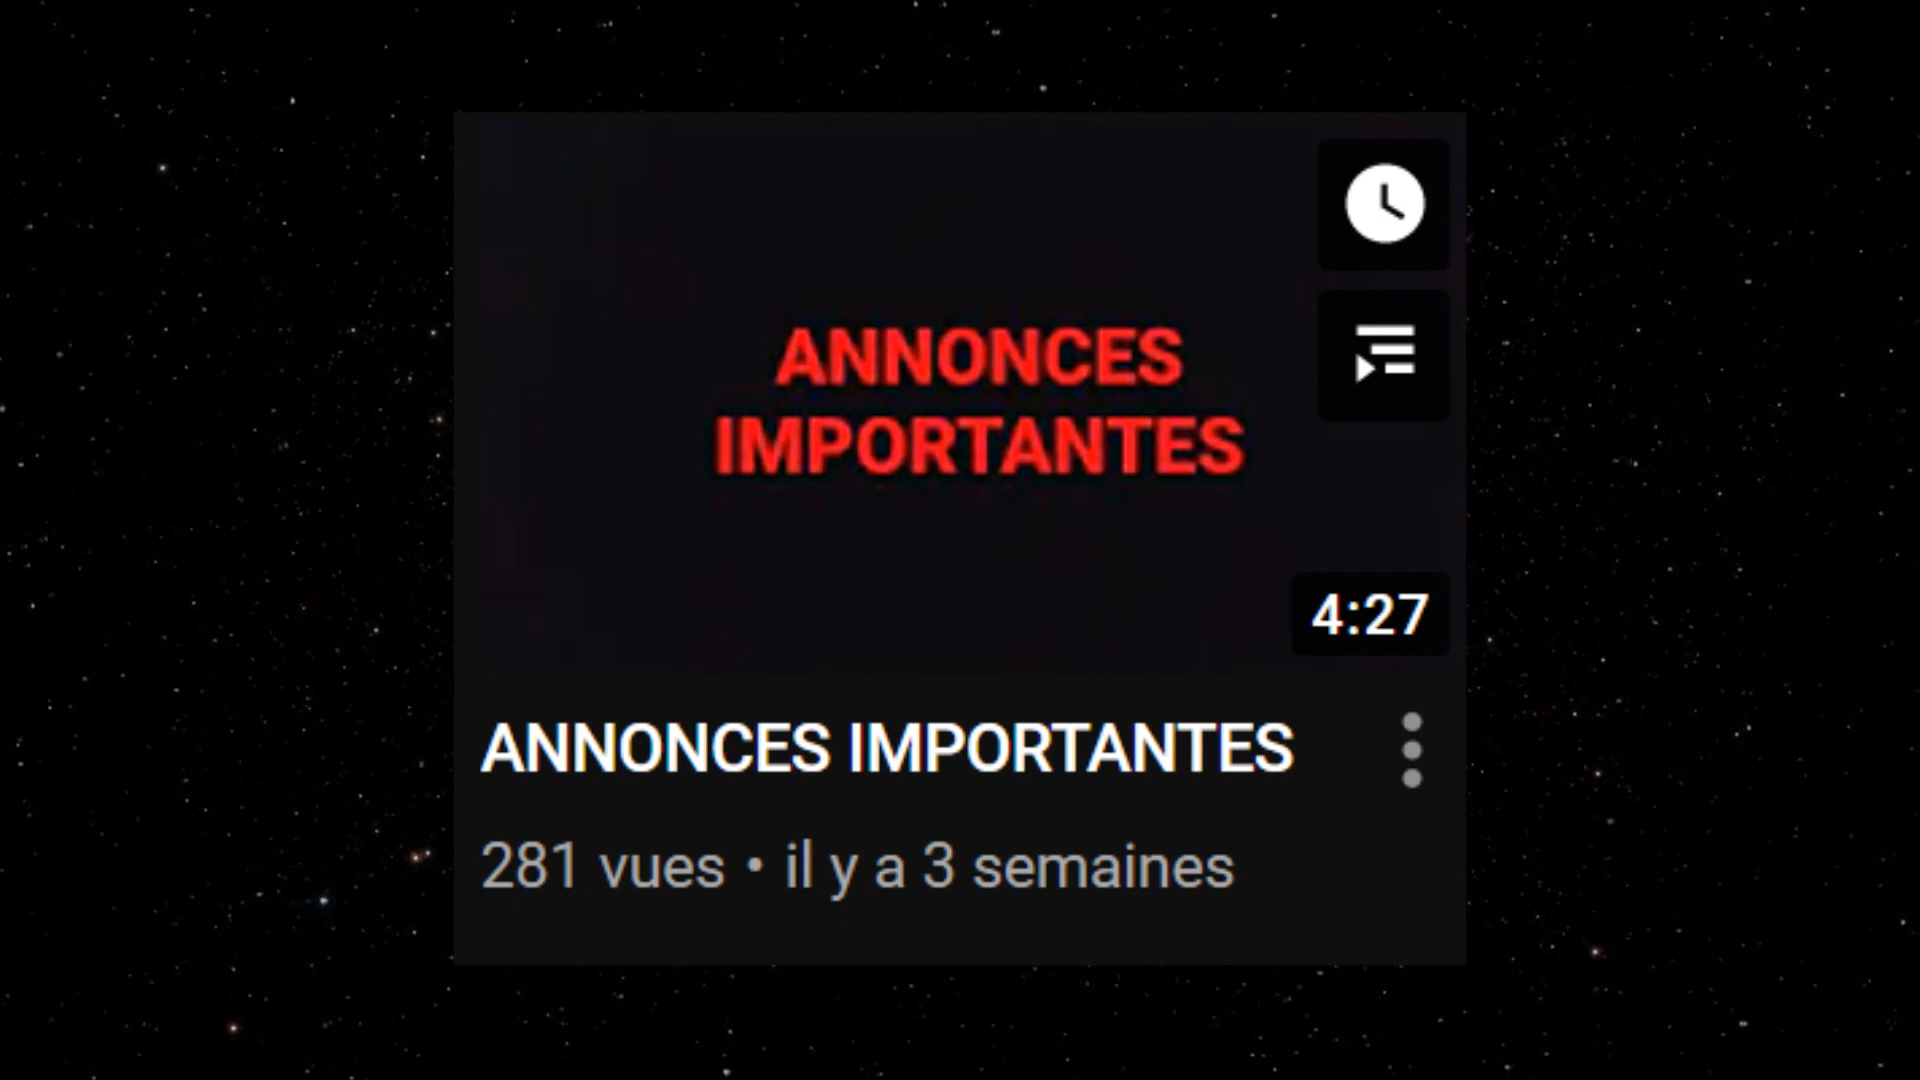 ANNONCES
IMPORTANTES
4:27
ANNONCES IMPORTANTES
281 vues • il y a 3 semaines